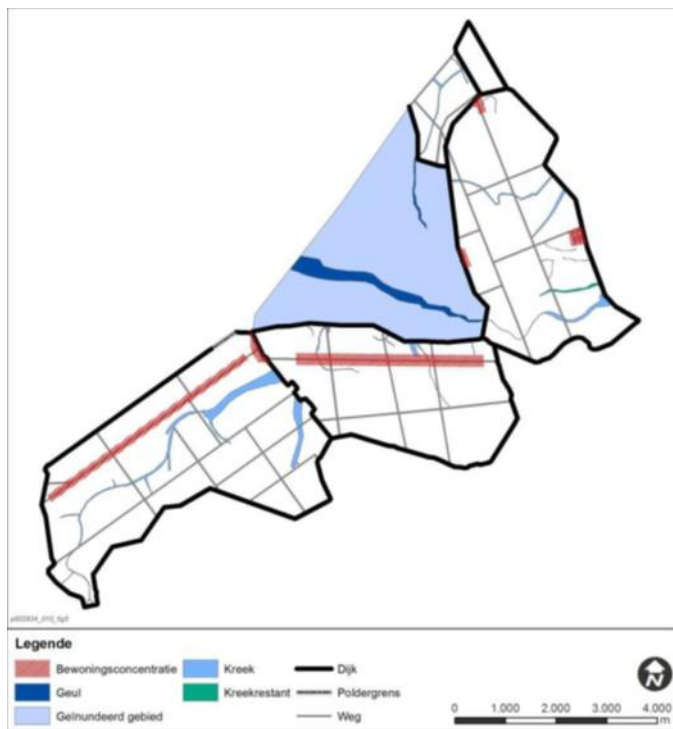 Legende
Bewoningsconcentratie
Kreek
Dijk
Geul
Kreekrestant
Poldergrens
Geïnundeerd gebied
Weg
N
0 1.000 2.000 3.000 4.000
m